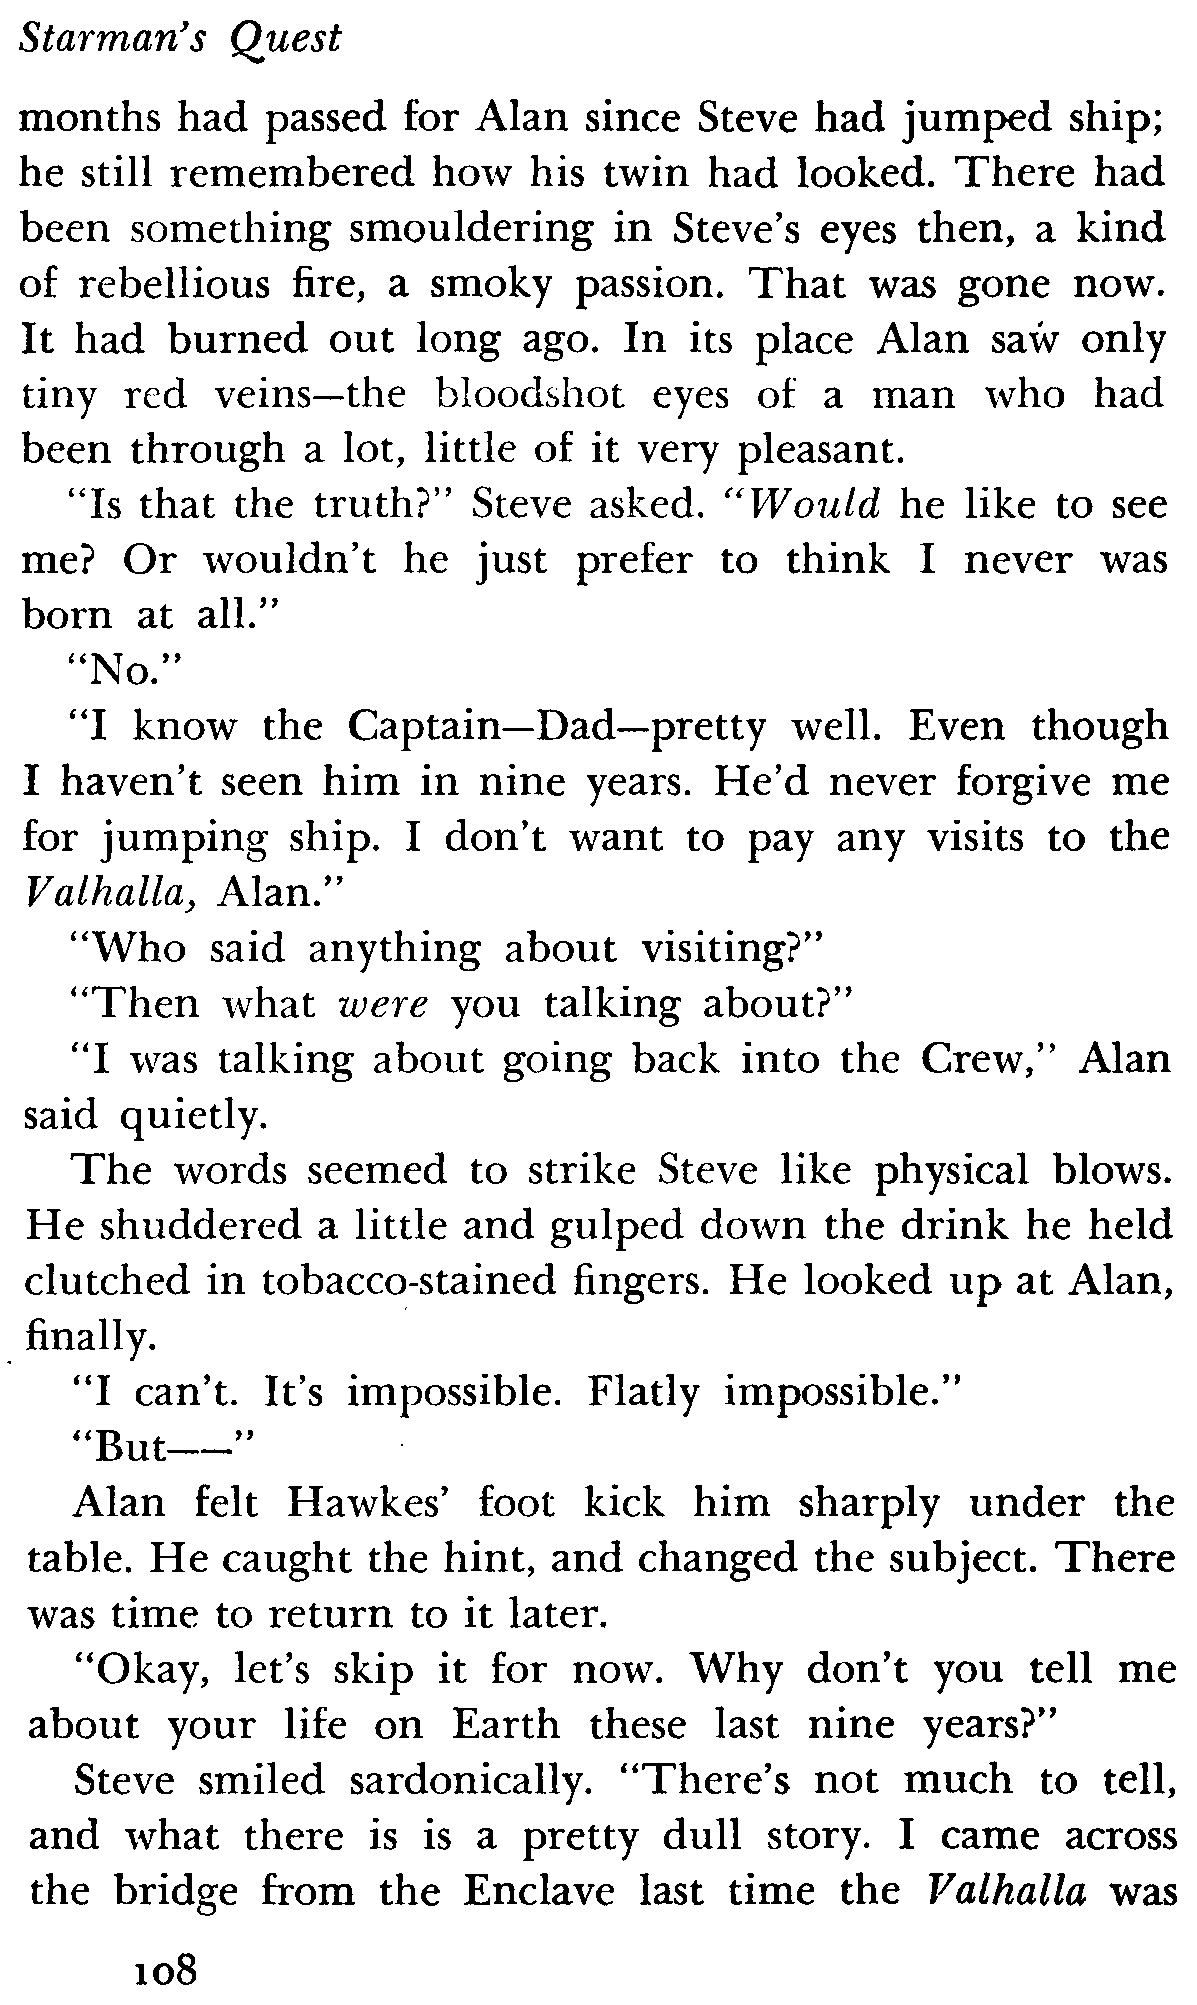 Starman's Quest
months had passed for Alan since Steve had jumped ship;
he still remembered how his twin had looked. There had
been something smouldering in Steve's eyes then, a kind
of rebellious fire, a smoky passion. That was gone now.
It had burned out long ago. In its place Alan saw only
tiny red veins—the bloodshot eyes of a man who had
been through a lot, little of it very pleasant.
“Is that the truth?” Steve asked. “Would he like to see
me? Or wouldn't he just prefer to think I never was
born at all.”
“No.”
“I know the Captain—Dad—pretty well. Even though
I haven't seen him in nine years. He'd never forgive me
for jumping ship. I don't want to pay any visits to the
Valhalla, Alan.”
“Who said anything about visiting?”
“Then what were you talking about?”
“I was talking about going back into the Crew,” Alan
said quietly.
The words seemed to strike Steve like physical blows.
He shuddered a little and gulped down the drink he held
clutched in tobacco-stained fingers. He looked up at Alan,
finally.
“I can't. It's impossible. Flatly impossible.”
“But——”
Alan felt Hawkes' foot kick him sharply under the
table. He caught the hint, and changed the subject. There
was time to return to it later.
“Okay, let's skip it for now. Why don't you tell me
about your life on Earth these last nine years?”
Steve smiled sardonically. “There's not much to tell,
and what there is is a pretty dull story. I came across
the bridge from the Enclave last time the Valhalla was
108